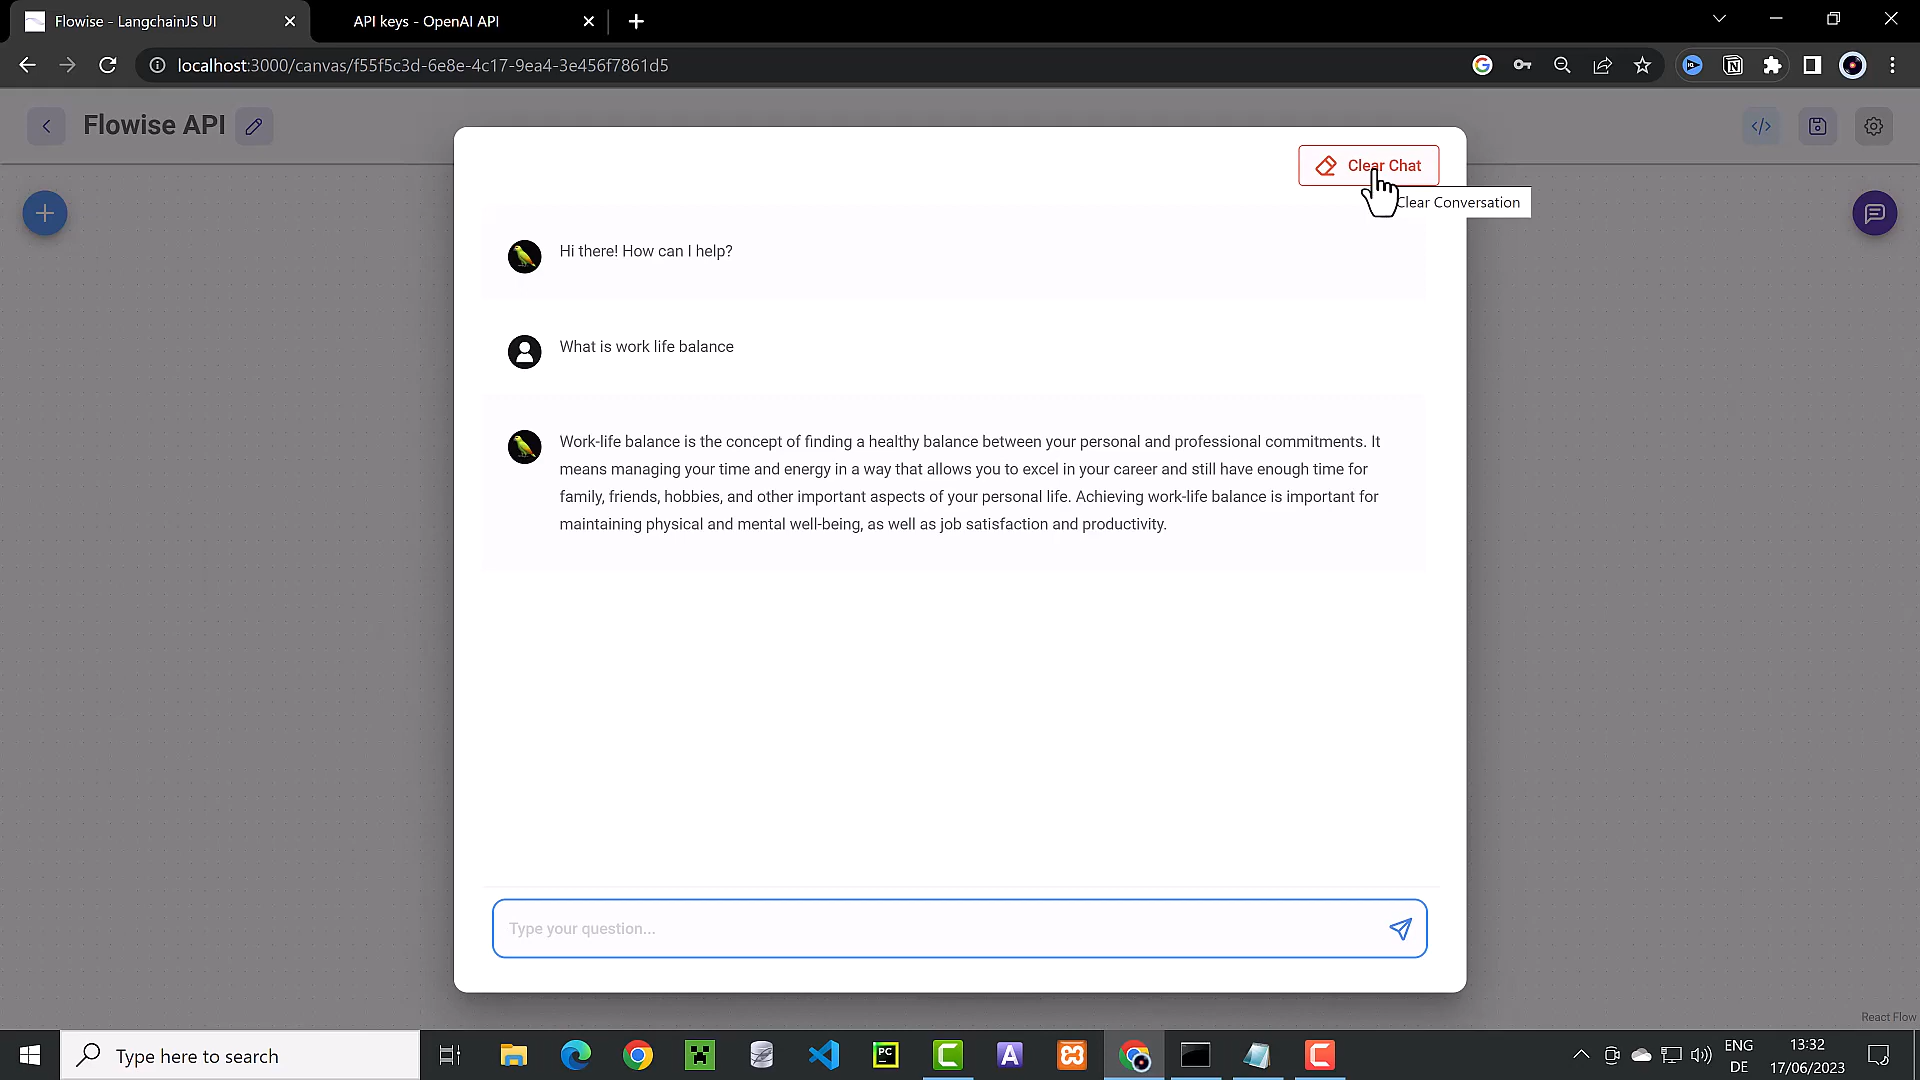 Flowise - LangchainJS UI
API keys - OpenAI API
localhost:3000/canvas/f55f5c3d-6e8e-4c17-9ea4-3e456f7861d5
Flowise API
Clear Chat
Clear Conversation
Hi there! How can I help?
What is work life balance
Work-life balance is the concept of finding a healthy balance between your personal and professional commitments. It
means managing your time and energy in a way that allows you to excel in your career and still have enough time for
family, friends, hobbies, and other important aspects of your personal life. Achieving work-life balance is important for
maintaining physical and mental well-being, as well as job satisfaction and productivity.
Type your question...
React Flow
Type here to search
PC
ENG
DE
13:32
17/06/2023